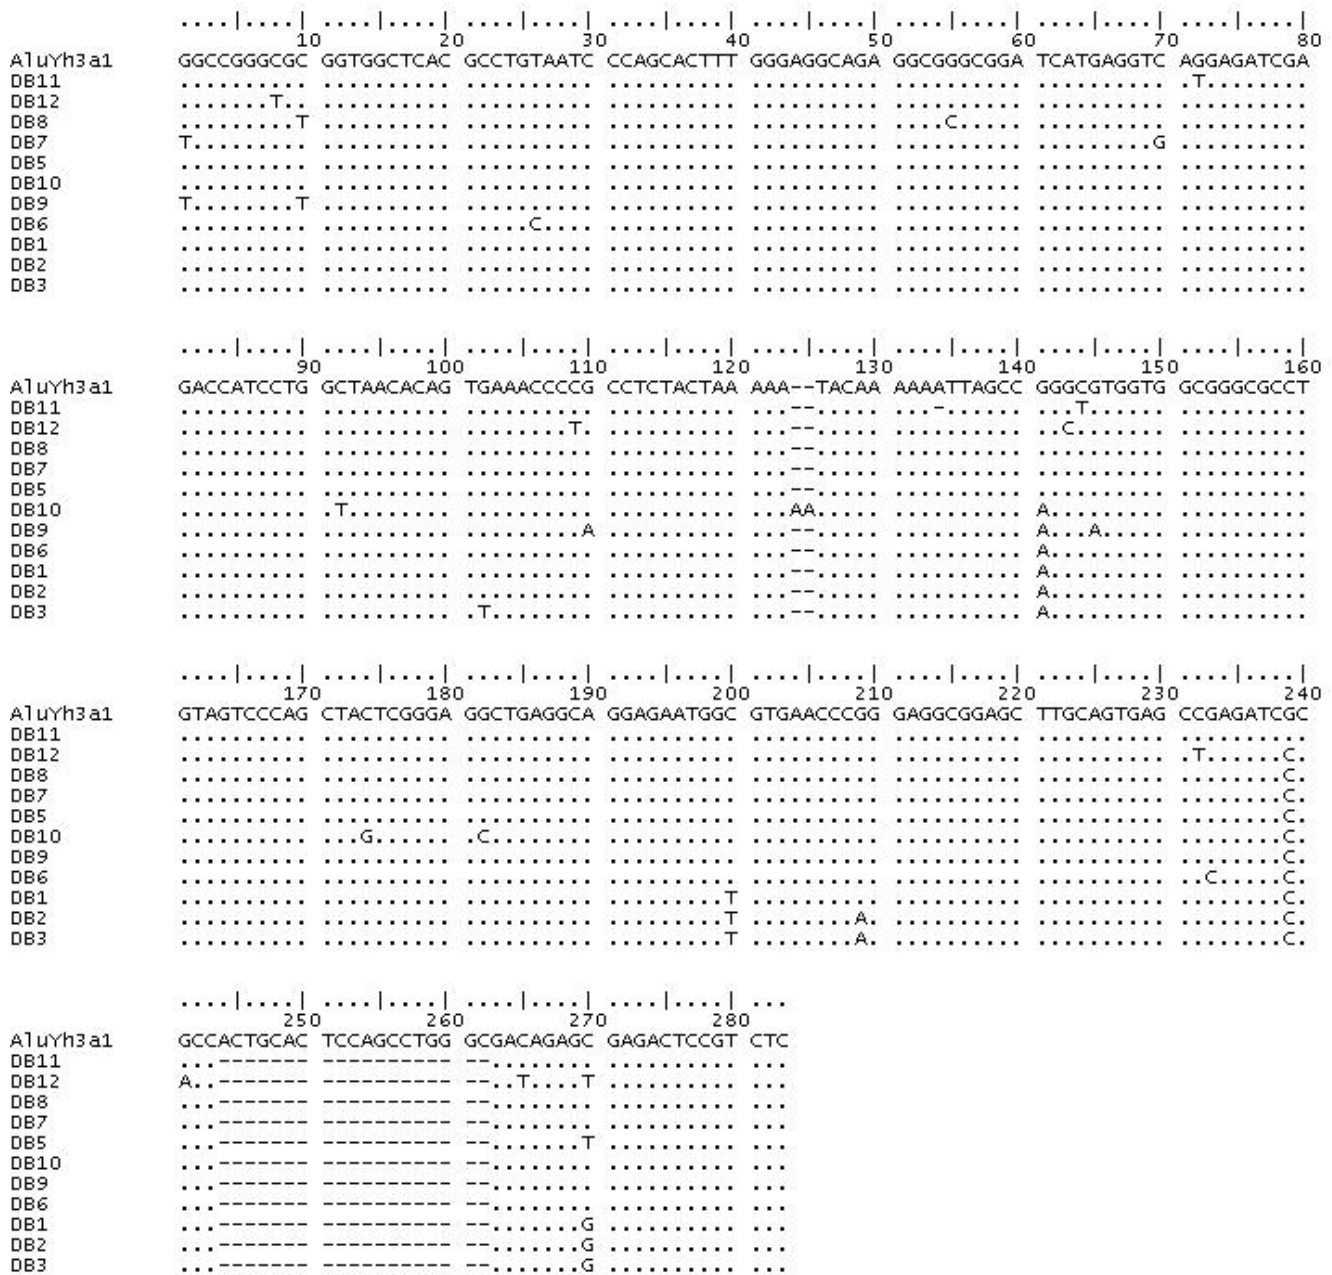 ....|....| ....|....| ....|....| ....|....| ....|....| ....|....| ....|....| ....|....|
10 20 30 40 50 60 70 80
AluYh3a1 GGCCGGGCGC GGTGGCTCAC GCCTGTAATC CCAGCACTTT GGGAGGCAGA GGCGGGCGGA TCATGAGGTC AGGAGATCGA
DB11 .......... .......... .......... .......... .......... .......... .......... .T........
DB12 .......T.. .......... .......... .......... .......... .......... .......... ..........
DB8 .........T .......... .......... .......... .......... ....C..... .......... ..........
DB7 T......... .......... .......... .......... .......... .......... .........G ..........
DB5 .......... .......... .......... .......... .......... .......... .......... ..........
DB10 .......... .......... .......... .......... .......... .......... .......... ..........
DB9 T........T .......... .......... .......... .......... .......... .......... ..........
DB6 .......... .......... .....C.... .......... .......... .......... .......... ..........
DB1 .......... .......... .......... .......... .......... .......... .......... ..........
DB2 .......... .......... .......... .......... .......... .......... .......... ..........
DB3 .......... .......... .......... .......... .......... .......... .......... ..........
....|....| ....|....| ....|....| ....|....| ....|....| ....|....| ....|....| ....|....|
90 100 110 120 130 140 150 160
AluYh3a1 GACCATCCTG GCTAACACAG TGAAACCCCG CCTCTACTAA AAA--TACAA AAAATTAGCC GGGCGTGGTG GCGGGCGCCT
DB11 .......... .......... .......... .......... ...--..... ...-...... ...T...... ..........
DB12 .......... .......... ........T. .......... ...--..... .......... ..C....... ..........
DB8 .......... .......... .......... .......... ...--..... .......... .......... ..........
DB7 .......... .......... .......... .......... ...--..... .......... .......... ..........
DB5 .......... .......... .......... .......... ...--..... .......... .......... ..........
DB10 .......... .T........ .......... .......... ...AA..... .......... A......... ..........
DB9 .......... .......... .........A .......... ...--..... .......... A...A..... ..........
DB6 .......... .......... .......... .......... ...--..... .......... A......... ..........
DB1 .......... .......... .......... .......... ...--..... .......... A......... ..........
DB2 .......... .......... .......... .......... ...--..... .......... A......... ..........
DB3 .......... .......... .T........ .......... ...--..... .......... A......... ..........
....|....| ....|....| ....|....| ....|....| ....|....| ....|....| ....|....| ....|....|
170 180 190 200 210 220 230 240
AluYh3a1 GTAGTCCCAG CTACTCGGGA GGCTGAGGCA GGAGAATGGC GTGAACCCGG GAGGCGGAGC TTGCAGTGAG CCGAGATCGC
DB11 .......... .......... .......... .......... .......... .......... .......... ..........
DB12 .......... .......... .......... .......... .......... .......... .......... .T......C.
DB8 .......... .......... .......... .......... .......... .......... .......... ........C.
DB7 .......... .......... .......... .......... .......... .......... .......... ........C.
DB5 .......... .......... .......... .......... .......... .......... .......... ........C.
DB10 .......... ...G...... .C........ .......... .......... .......... .......... ........C.
DB9 .......... .......... .......... .......... .......... .......... .......... ........C.
DB6 .......... .......... .......... .......... .......... .......... .......... ..C.....C.
DB1 .......... .......... .......... .........T .......... .......... .......... ........C.
DB2 .......... .......... .......... .........T ........A. .......... .......... ........C.
DB3 .......... .......... .......... .........T ........A. .......... .......... ........C.
....|....| ....|....| ....|....| ....|....| ...
250 260 270 280
AluYh3a1 GCCACTGCAC TCCAGCCTGG GCGACAGAGC GAGACTCCGT CTC
DB11 ...------- ---------- --........ .......... ...
DB12 A..------- ---------- --..T....T .......... ...
DB8 ...------- ---------- --........ .......... ...
DB7 ...------- ---------- --........ .......... ...
DB5 ...------- ---------- --.......T .......... ...
DB10 ...------- ---------- --........ .......... ...
DB9 ...------- ---------- --........ .......... ...
DB6 ...------- ---------- --........ .......... ...
DB1 ...------- ---------- --.......G .......... ...
DB2 ...------- ---------- --.......G .......... ...
DB3 ...------- ---------- --.......G .......... ...